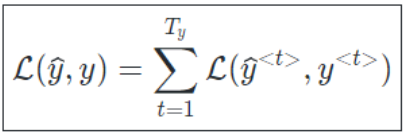 ℒ(ŷ, y) = ∑_{t=1}^{T_y} ℒ(ŷ^{<t>}, y^{<t>})